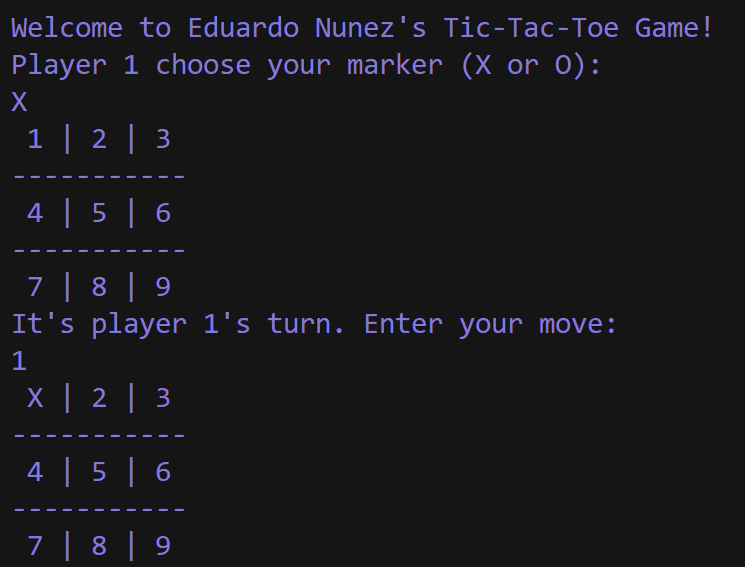 Welcome to Eduardo Nunez's Tic-Tac-Toe Game!
Player 1 choose your marker (X or O):
X
 1 | 2 | 3
-----------
 4 | 5 | 6
-----------
 7 | 8 | 9
It's player 1's turn. Enter your move:
1
 X | 2 | 3
-----------
 4 | 5 | 6
-----------
 7 | 8 | 9